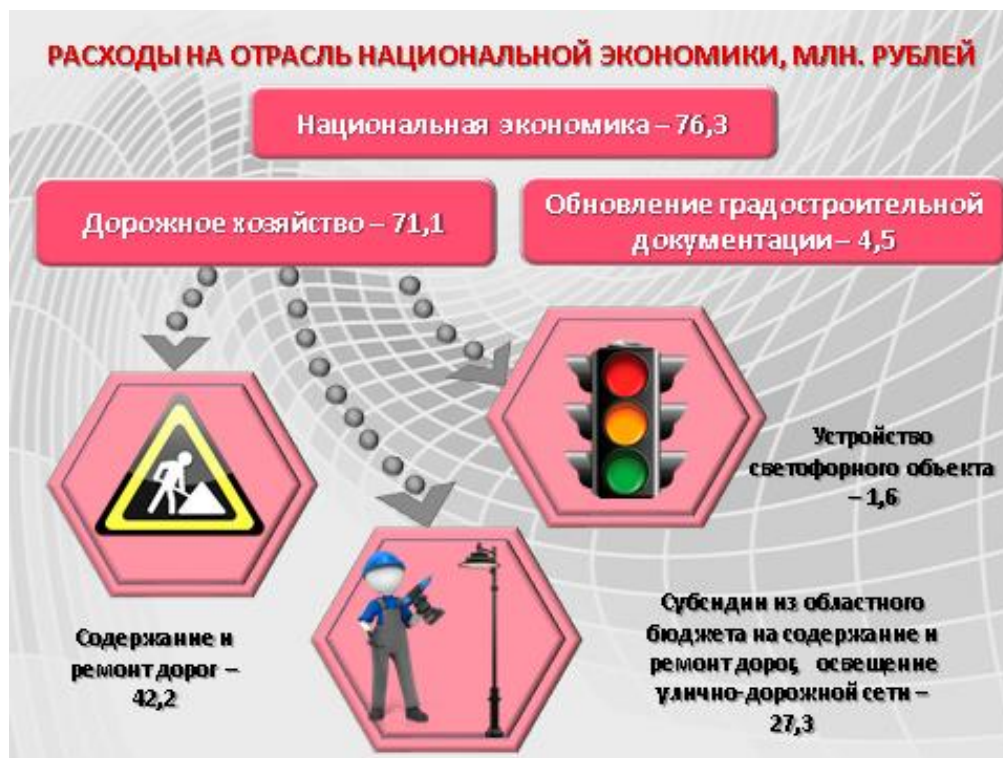 РАСХОДЫ НА ОТРАСЛЬ НАЦИОНАЛЬНОЙ ЭКОНОМИКИ, МЛН. РУБЛЕЙ
Национальная экономика – 76,3
Дорожное хозяйство – 71,1
Обновление градостроительной
документации – 4,5
Устройство
светофорного объекта
– 1,6
Содержание и
ремонт дорог –
42,2
Субсидии из областного
бюджета на содержание и
ремонт дорог, освещение
улично-дорожной сети –
27,3